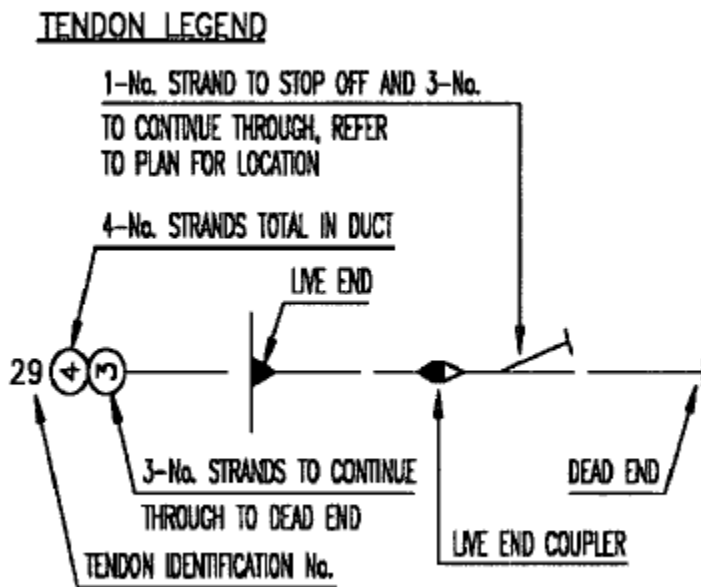 TENDON LEGEND
1-No. STRAND TO STOP OFF AND 3-No.
TO CONTINUE THROUGH, REFER
TO PLAN FOR LOCATION
4-No. STRANDS TOTAL IN DUCT
LIVE END
29 4 3
3-No. STRANDS TO CONTINUE
THROUGH TO DEAD END
DEAD END
LIVE END COUPLER
TENDON IDENTIFICATION No.